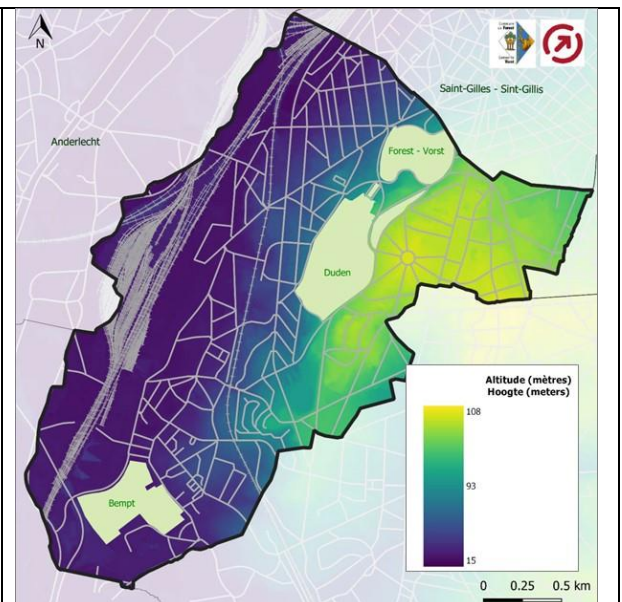 N
Saint-Gilles - Sint-Gillis
Anderlecht
Forest - Vorst
Duden
Altitude (mètres)
Hoogte (meters)
108
93
15
Bempt
0 0.25 0.5 km